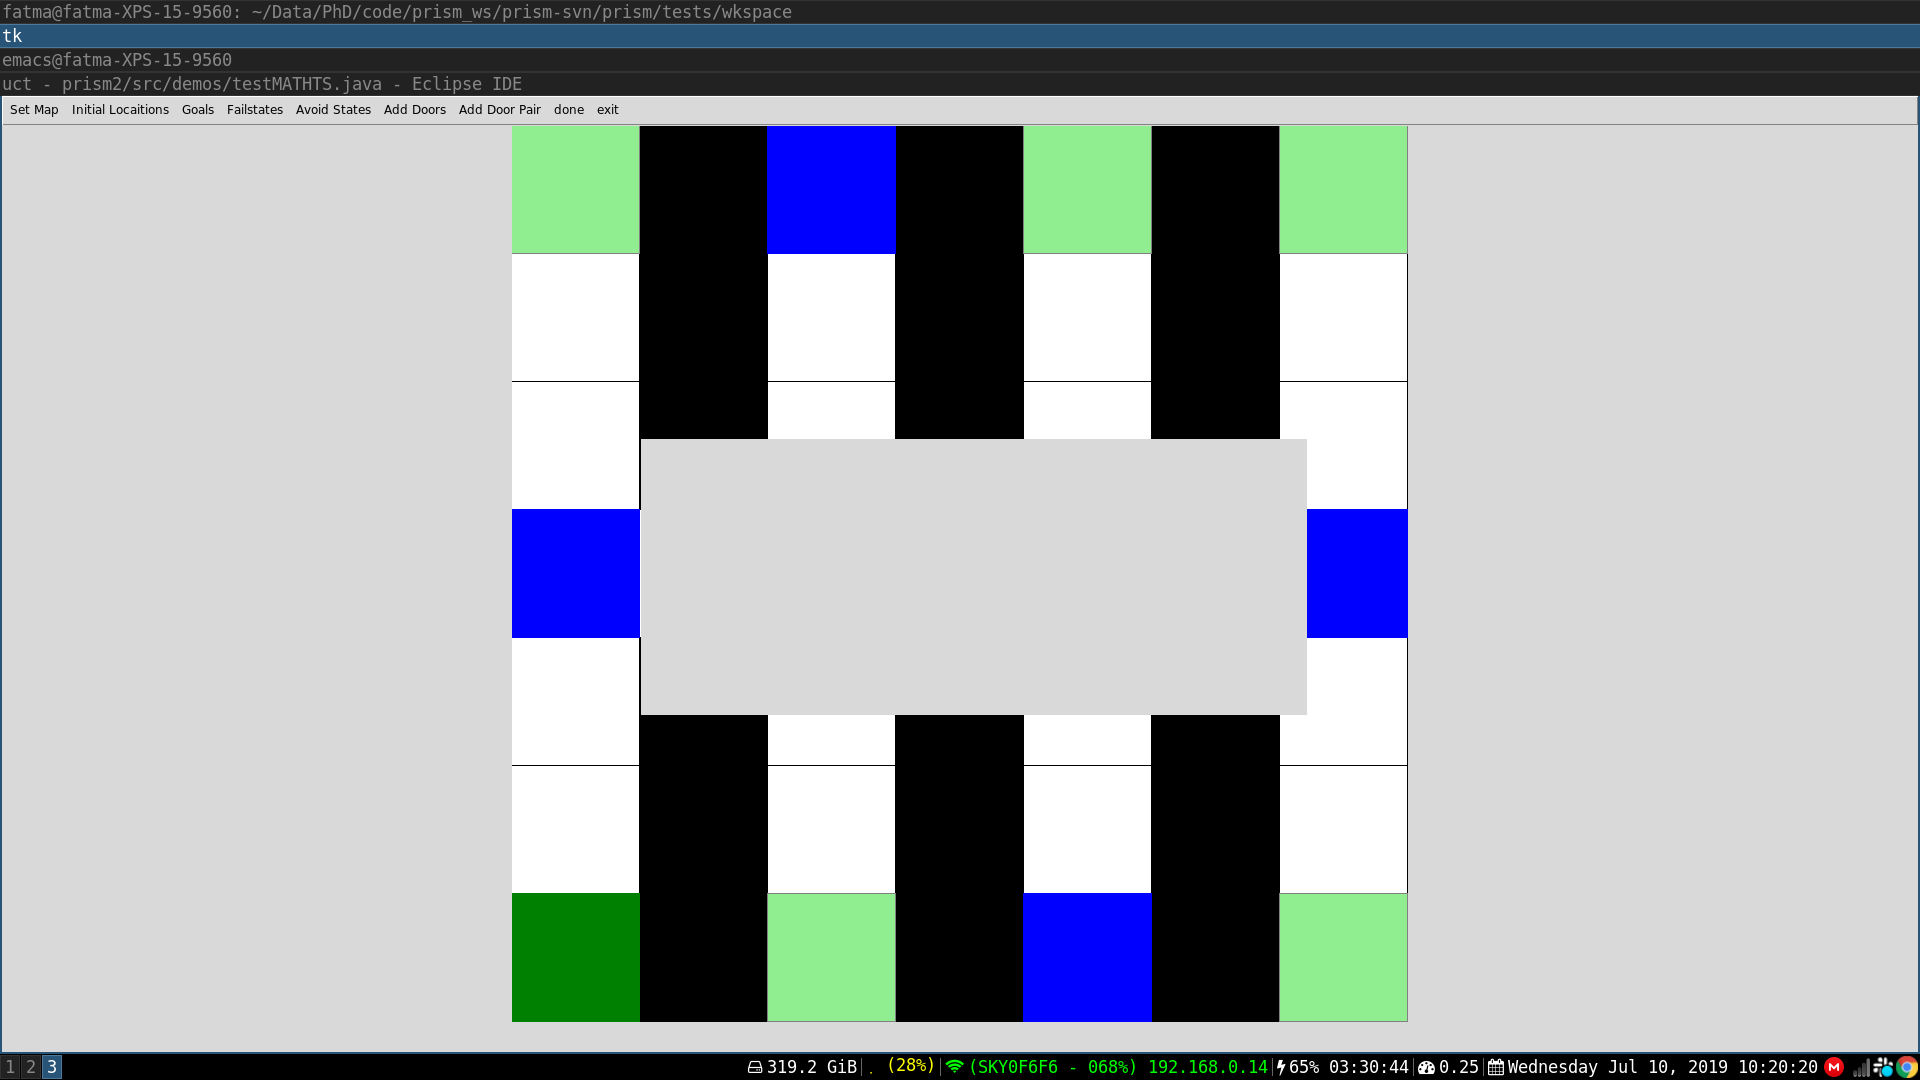 fatma@fatma-XPS-15-9560: ~/Data/PhD/code/prism_ws/prism-svn/prism/tests/wkspace
tk
emacs@fatma-XPS-15-9560
uct - prism2/src/demos/testMATHTS.java - Eclipse IDE
Set Map Initial Locaitions Goals Failstates Avoid States Add Doors Add Door Pair done exit
1 2 3 319.2 GiB . (28%) (SKY0F6F6 - 068%) 192.168.0.14 65% 03:30:44 0.25 Wednesday Jul 10, 2019 10:20:20 M